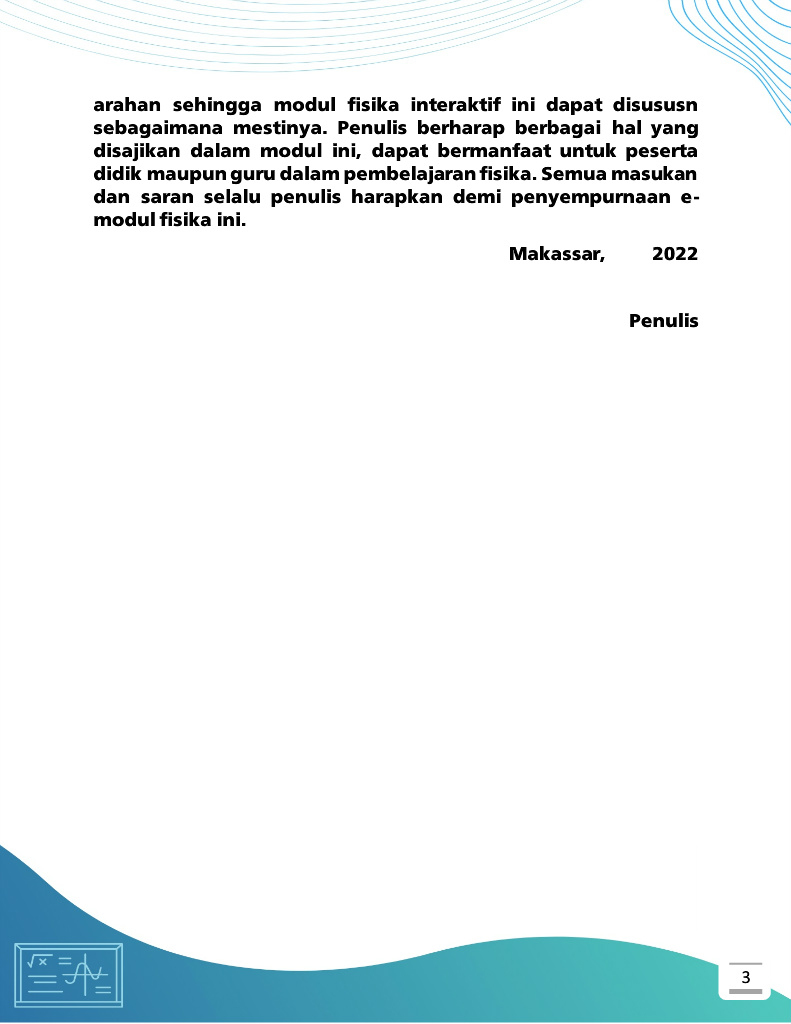 arahan sehingga modul fisika interaktif ini dapat disususn
sebagaimana mestinya. Penulis berharap berbagai hal yang
disajikan dalam modul ini, dapat bermanfaat untuk peserta
didik maupun guru dalam pembelajaran fisika. Semua masukan
dan saran selalu penulis harapkan demi penyempurnaan e-
modul fisika ini.
Makassar, 2022
Penulis
√x
3